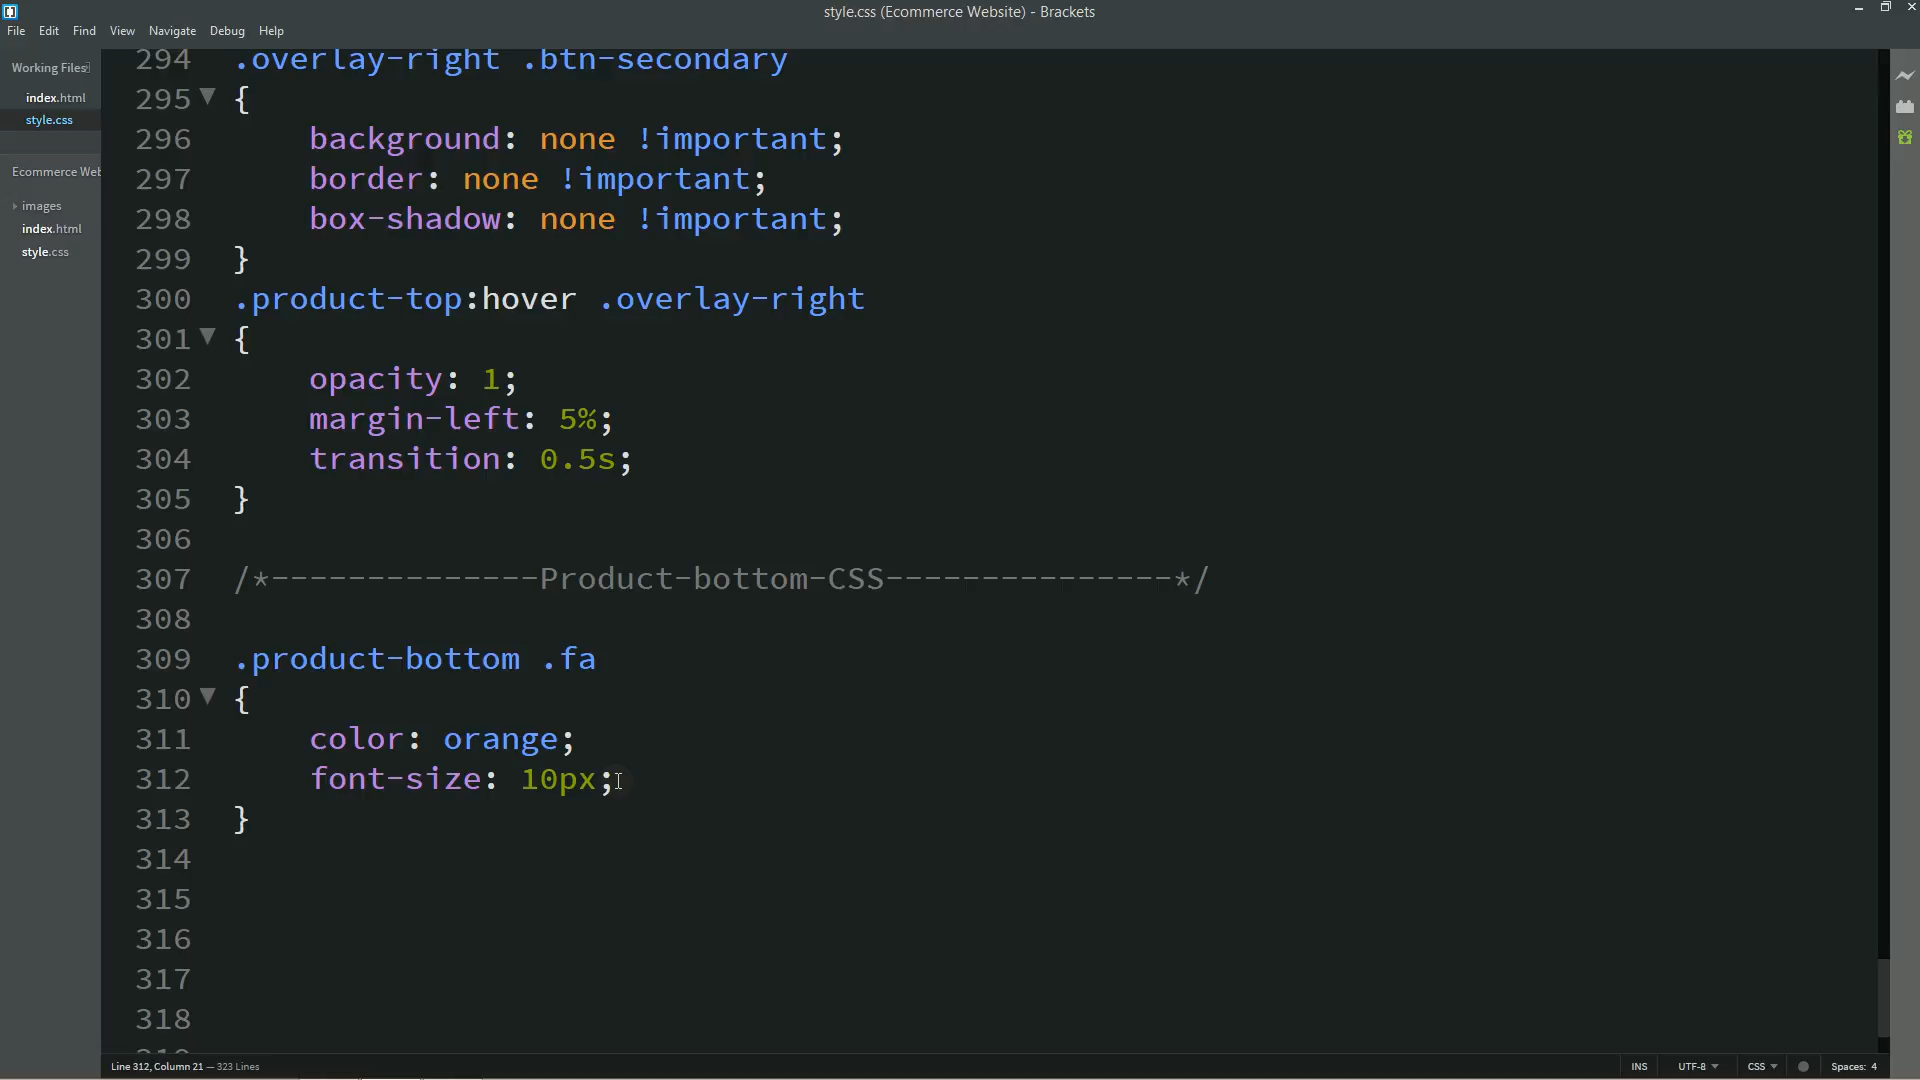 style.css (Ecommerce Website) - Brackets
File Edit Find View Navigate Debug Help
Working Files
index.html
style.css
Ecommerce Web
images
index.html
style.css
294 .overlay-right .btn-secondary
295 {
296 background: none !important;
297 border: none !important;
298 box-shadow: none !important;
299 }
300 .product-top:hover .overlay-right
301 {
302 opacity: 1;
303 margin-left: 5%;
304 transition: 0.5s;
305 }
306
307 /*--------------Product-bottom-CSS---------------*/
308
309 .product-bottom .fa
310 {
311 color: orange;
312 font-size: 10px;
313 }
314
315
316
317
318
Line 312, Column 21 — 323 Lines
INS UTF-8 CSS Spaces: 4